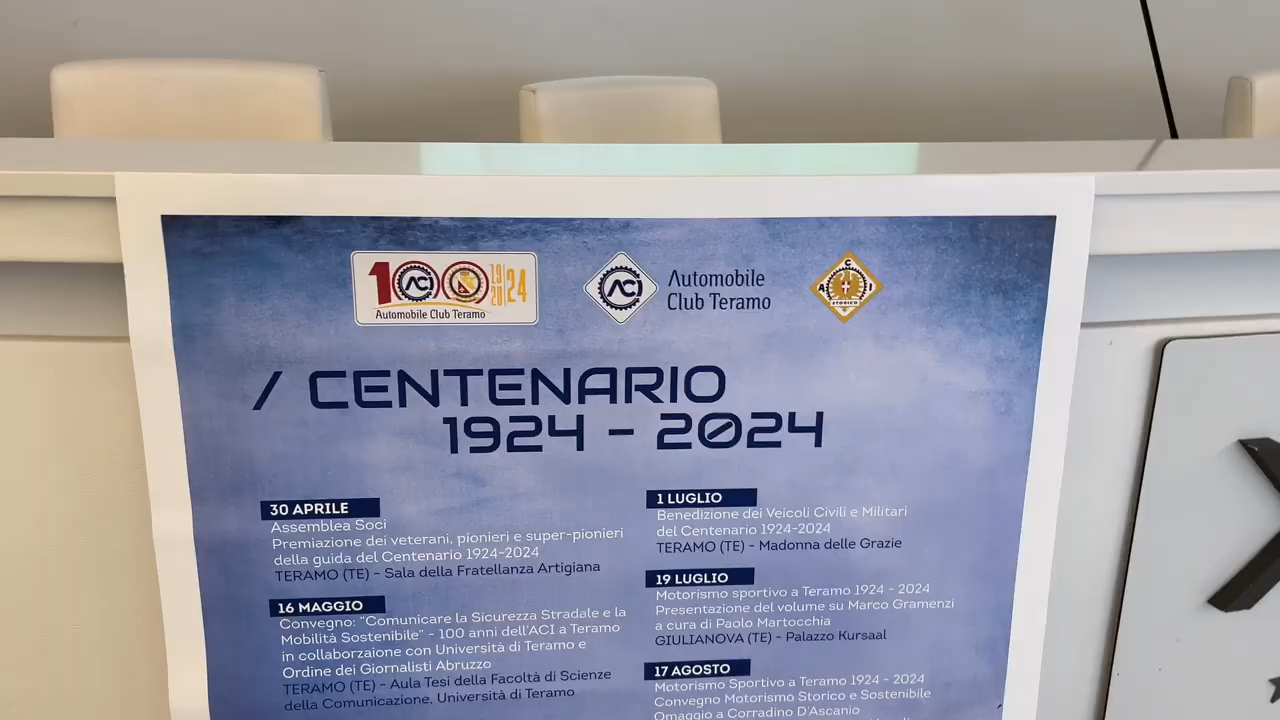 100 19 20 24
ACI
Automobile Club Teramo
ACI
Automobile
Club Teramo
ACI
STORICO
/ CENTENARIO
1924 - 2024
30 APRILE
Assemblea Soci
Premiazione dei veterani, pionieri e super-pionieri
della guida del Centenario 1924-2024
TERAMO (TE) - Sala della Fratellanza Artigiana
16 MAGGIO
Convegno: "Comunicare la Sicurezza Stradale e la
Mobilità Sostenibile" - 100 anni dell'ACI a Teramo
in collaborzaione con Università di Teramo e
Ordine dei Giornalisti Abruzzo
TERAMO (TE) - Aula Tesi della Facoltà di Scienze
della Comunicazione, Università di Teramo
1 LUGLIO
Benedizione dei Veicoli Civili e Militari
del Centenario 1924-2024
TERAMO (TE) - Madonna delle Grazie
19 LUGLIO
Motorismo sportivo a Teramo 1924 - 2024
Presentazione del volume su Marco Gramenzi
a cura di Paolo Martocchia
GIULIANOVA (TE) - Palazzo Kursaal
17 AGOSTO
Motorismo Sportivo a Teramo 1924 - 2024
Convegno Motorismo Storico e Sostenibile
Omaggio a Corradino D'Ascanio